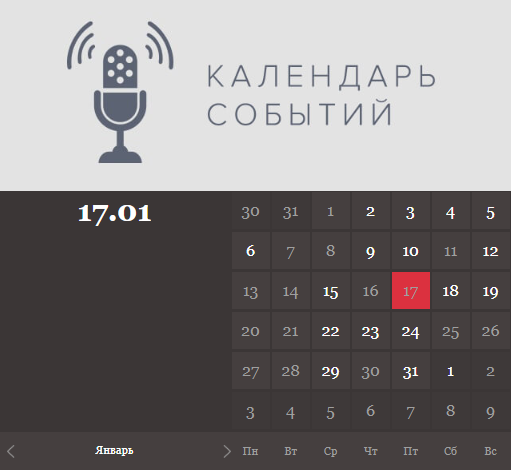 КАЛЕНДАРЬ
СОБЫТИЙ
17.01
30 31 1 2 3 4 5
6 7 8 9 10 11 12
13 14 15 16 17 18 19
20 21 22 23 24 25 26
27 28 29 30 31 1 2
3 4 5 6 7 8 9
Январь
Пн Вт Ср Чт Пт Сб Вс